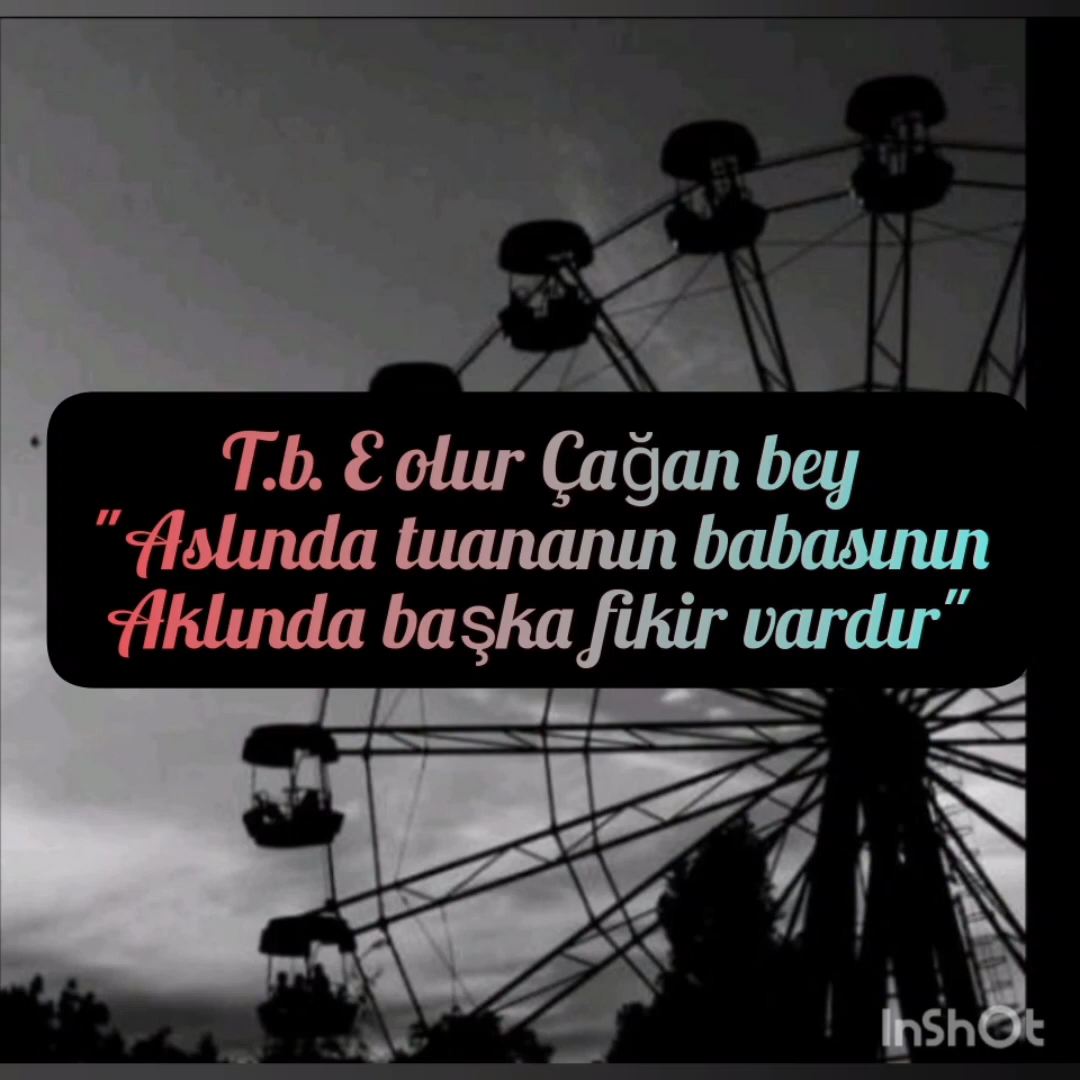 T.b. E olur Çağan bey
"Aslında tuananın babasının
Aklında başka fikir vardır"
InShOt